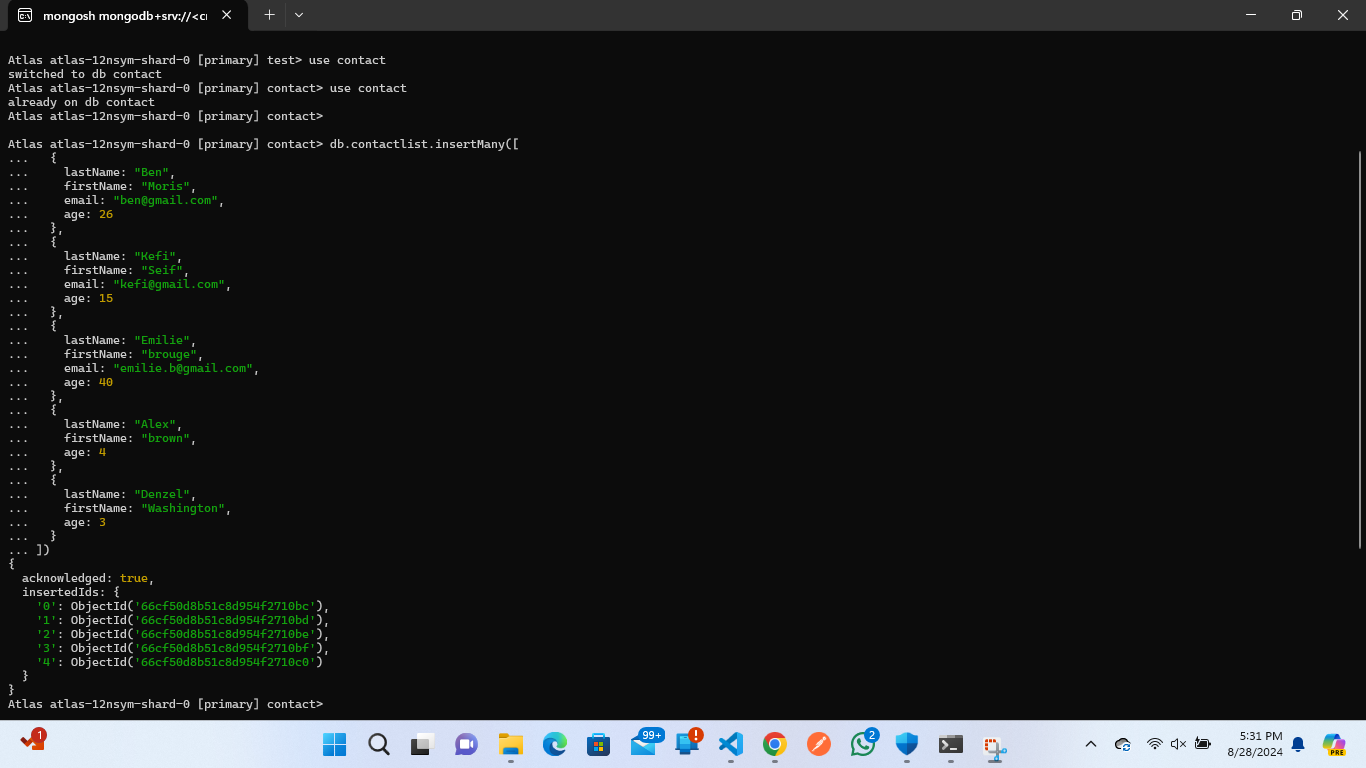 mongosh mongodb+srv://<cr
Atlas atlas-12nsym-shard-0 [primary] test> use contact
switched to db contact
Atlas atlas-12nsym-shard-0 [primary] contact> use contact
already on db contact
Atlas atlas-12nsym-shard-0 [primary] contact>
Atlas atlas-12nsym-shard-0 [primary] contact> db.contactlist.insertMany([
...   {
...     lastName: "Ben",
...     firstName: "Moris",
...     email: "ben@gmail.com",
...     age: 26
...   },
...   {
...     lastName: "Kefi",
...     firstName: "Seif",
...     email: "kefi@gmail.com",
...     age: 15
...   },
...   {
...     lastName: "Emilie",
...     firstName: "brouge",
...     email: "emilie.b@gmail.com",
...     age: 40
...   },
...   {
...     lastName: "Alex",
...     firstName: "brown",
...     age: 4
...   },
...   {
...     lastName: "Denzel",
...     firstName: "Washington",
...     age: 3
...   }
... ])
{
  acknowledged: true,
  insertedIds: {
    '0': ObjectId('66cf50d8b51c8d954f2710bc'),
    '1': ObjectId('66cf50d8b51c8d954f2710bd'),
    '2': ObjectId('66cf50d8b51c8d954f2710be'),
    '3': ObjectId('66cf50d8b51c8d954f2710bf'),
    '4': ObjectId('66cf50d8b51c8d954f2710c0')
  }
}
Atlas atlas-12nsym-shard-0 [primary] contact>
1
99+
!
2
5:31 PM
8/28/2024
PRE